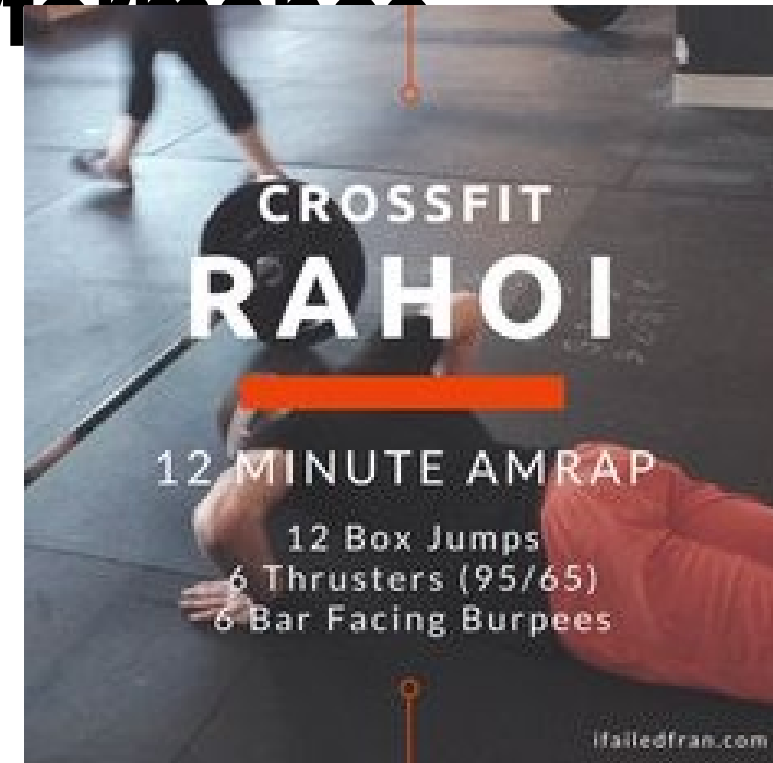 CROSSFIT
RAHOI
12 MINUTE AMRAP
12 Box Jumps
6 Thrusters (95/65)
6 Bar Facing Burpees
ifailedfran.com